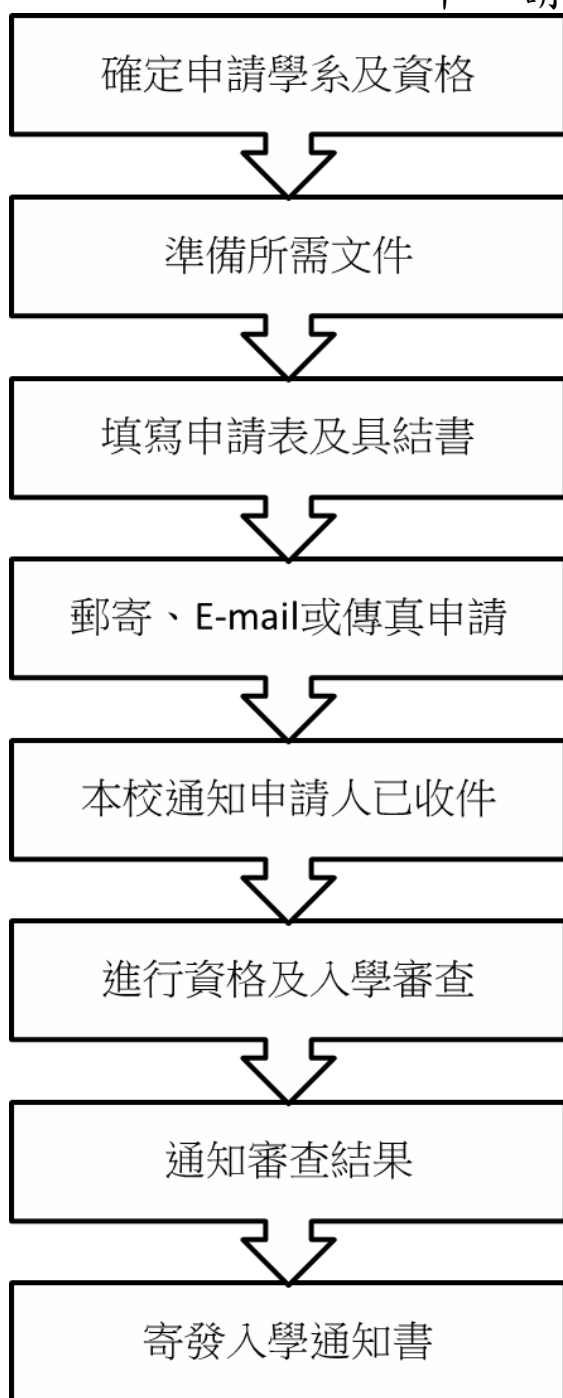 確定申請學系及資格
準備所需文件
填寫申請表及具結書
郵寄、E-mail或傳真申請
本校通知申請人已收件
進行資格及入學審查
通知審查結果
寄發入學通知書